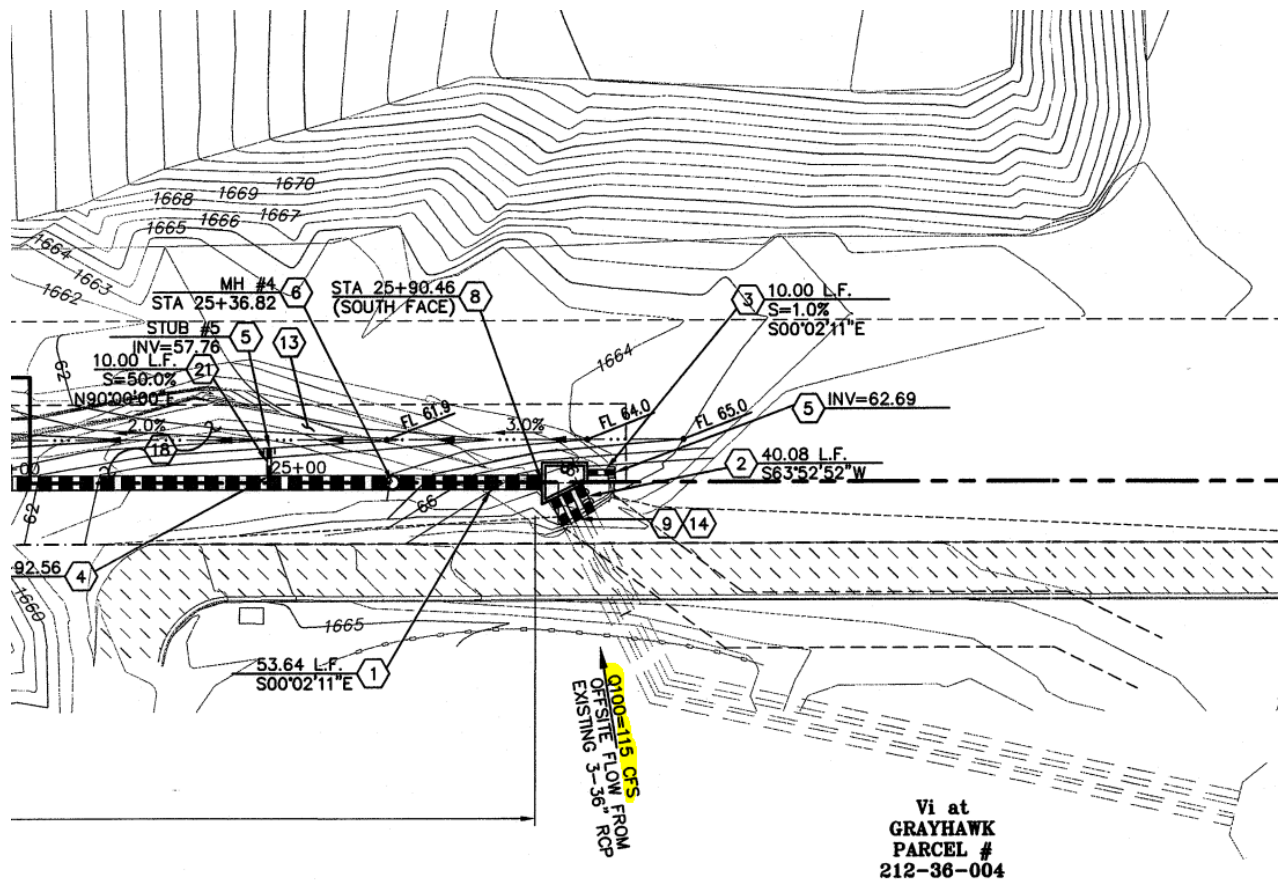 1670
1669
1668
1667
1666
1665
1664
1663
1662
MH #4
STA 25+36.82
6
STA 25+90.46
(SOUTH FACE)
8
3
10.00 L.F.
S=1.0%
S00°02'11"E
STUB #5
INV=57.76
5
13
10.00 L.F.
S=50.0%
N90°00'00"E
21
62
1664
FL 61.9
3.0%
FL 64.0
FL 65.0
5
INV=62.69
2.0%
18
2
40.08 L.F.
S63°52'52"W
+00
25+00
62
66
9
14
92.56
4
1660
1665
53.64 L.F.
S00°02'11"E
1
Q100=115 CFS
OFFSITE FLOW FROM
EXISTING 3-36" RCP
Vi at
GRAYHAWK
PARCEL #
212-36-004